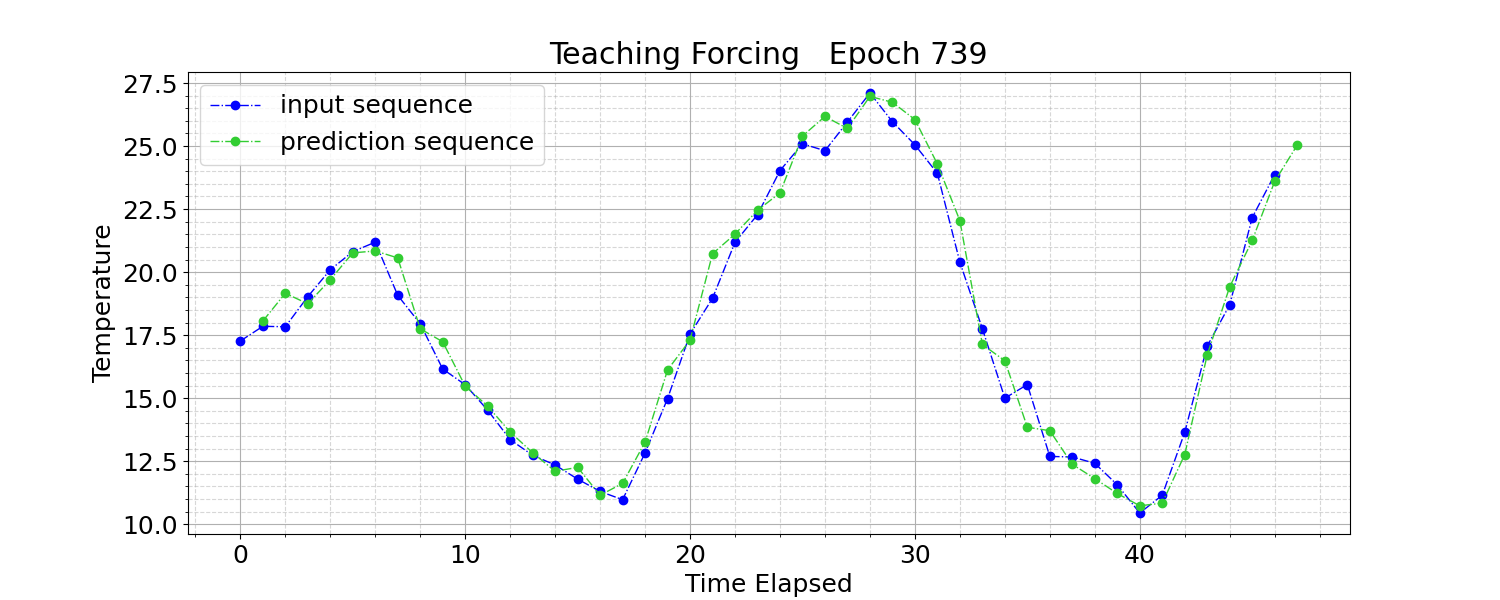 Teaching Forcing   Epoch 739
input sequence
prediction sequence
Temperature
27.5
25.0
22.5
20.0
17.5
15.0
12.5
10.0
0 10 20 30 40
Time Elapsed